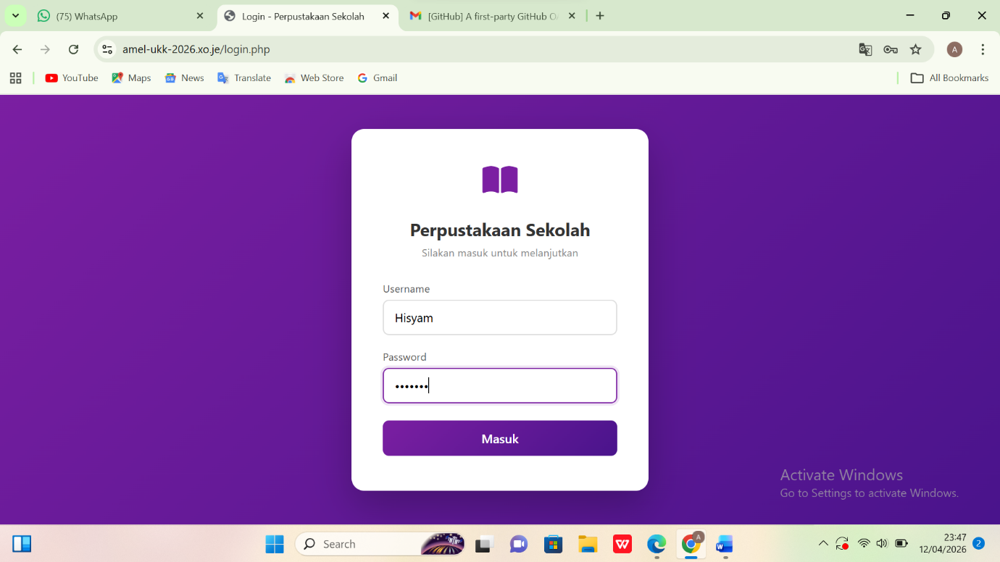 (75) WhatsApp
Login - Perpustakaan Sekolah
[GitHub] A first-party GitHub
amel-ukk-2026.xo.je/login.php
A
YouTube
Maps
News
Translate
Web Store
Gmail
All Bookmarks
Perpustakaan Sekolah
Silakan masuk untuk melanjutkan
Username
Hisyam
Password
Masuk
Activate Windows
Go to Settings to activate Windows.
Search
A
23:47
12/04/2026
2